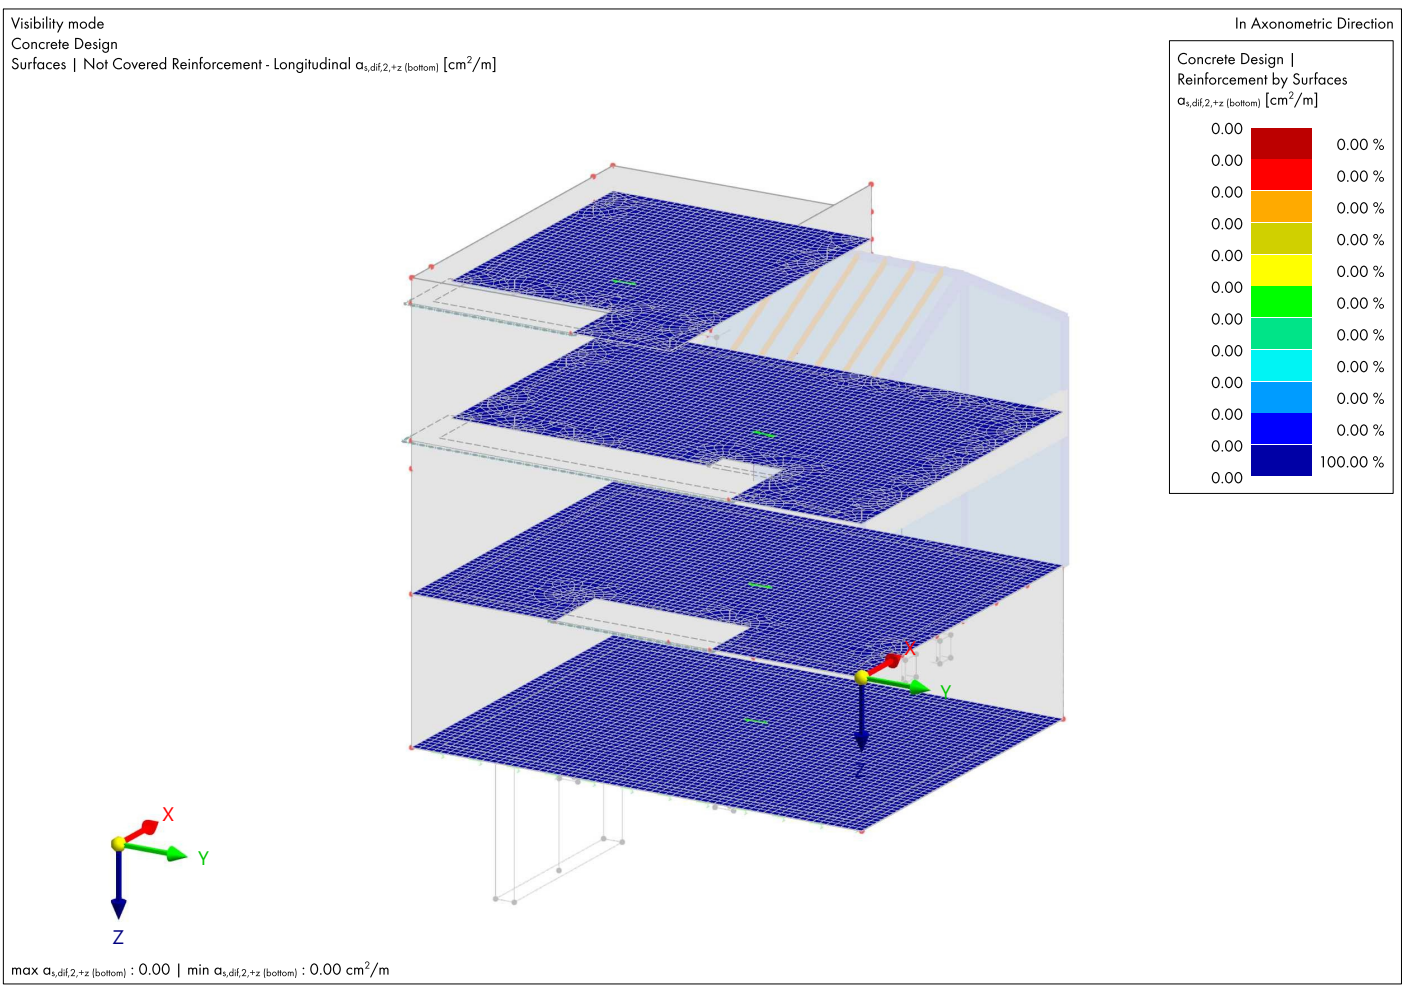 Visibility mode
In Axonometric Direction
Concrete Design
Surfaces | Not Covered Reinforcement - Longitudinal as,dif,2,+z (bottom) [cm²/m]
Concrete Design |
Reinforcement by Surfaces
as,dif,2,+z (bottom) [cm²/m]
0.00
0.00 %
0.00
0.00 %
0.00
0.00 %
0.00
0.00 %
0.00
0.00 %
0.00
0.00 %
0.00
0.00 %
0.00
0.00 %
0.00
0.00 %
0.00
0.00 %
0.00
100.00 %
0.00
X
Y
Z
X
Y
Z
max as,dif,2,+z (bottom) : 0.00 | min as,dif,2,+z (bottom) : 0.00 cm²/m